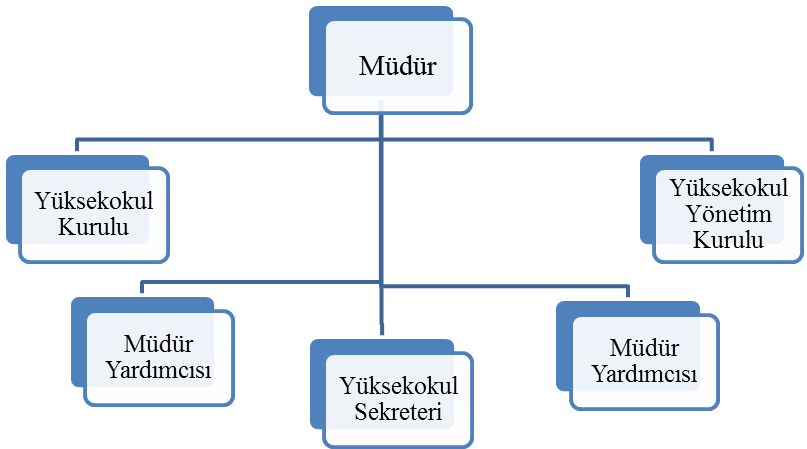 Müdür
Yüksekokul
Kurulu
Yüksekokul
Yönetim
Kurulu
Müdür
Yardımcısı
Yüksekokul
Sekreteri
Müdür
Yardımcısı